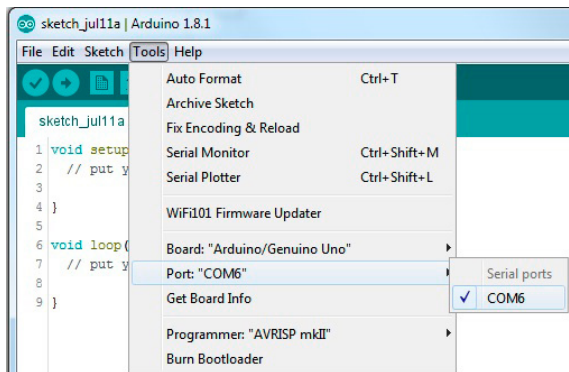 sketch_jul11a | Arduino 1.8.1
File Edit Sketch Tools Help
sketch_jul11a
1 void setup
2 // put y
3
4 }
5
6 void loop(
7 // put y
8
9 }
Auto Format Ctrl+T
Archive Sketch
Fix Encoding & Reload
Serial Monitor Ctrl+Shift+M
Serial Plotter Ctrl+Shift+L
WiFi101 Firmware Updater
Board: "Arduino/Genuino Uno"
Port: "COM6"
Get Board Info
Programmer: "AVRISP mkII"
Burn Bootloader
Serial ports
COM6